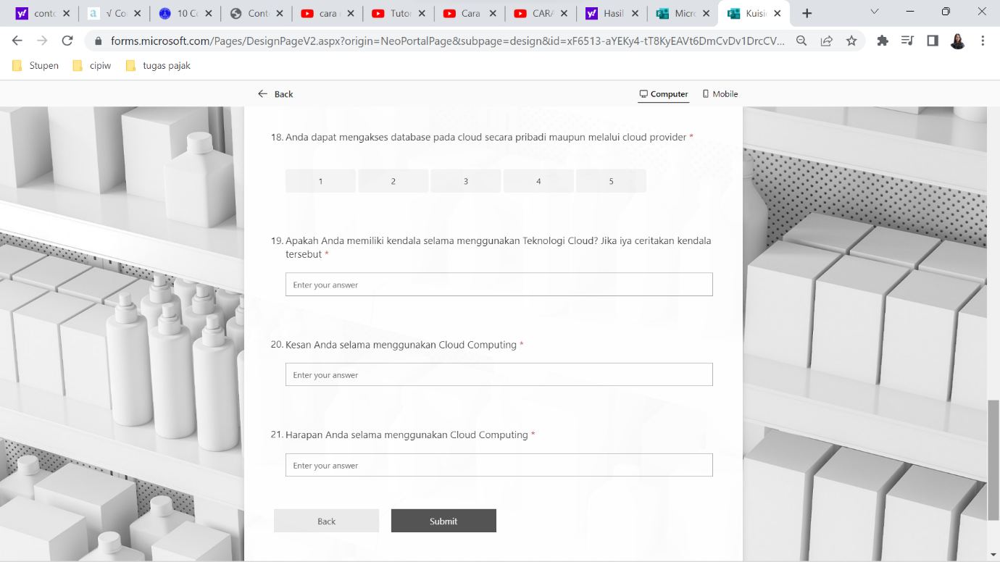 contc
√ Co
10 Cc
Conte
cara
Tutor
Cara
CARA
Hasil
Micro
Kuisi
forms.microsoft.com/Pages/DesignPageV2.aspx?origin=NeoPortalPage&subpage=design&id=xF6513-aYEKy4-tT8KyEAVt6DmCvDv1DrcCV...
Stupen
cipiw
tugas pajak
Back
Computer
Mobile
18. Anda dapat mengakses database pada cloud secara pribadi maupun melalui cloud provider *
1 2 3 4 5
19. Apakah Anda memiliki kendala selama menggunakan Teknologi Cloud? Jika iya ceritakan kendala
tersebut *
Enter your answer
20. Kesan Anda selama menggunakan Cloud Computing *
Enter your answer
21. Harapan Anda selama menggunakan Cloud Computing *
Enter your answer
Back
Submit